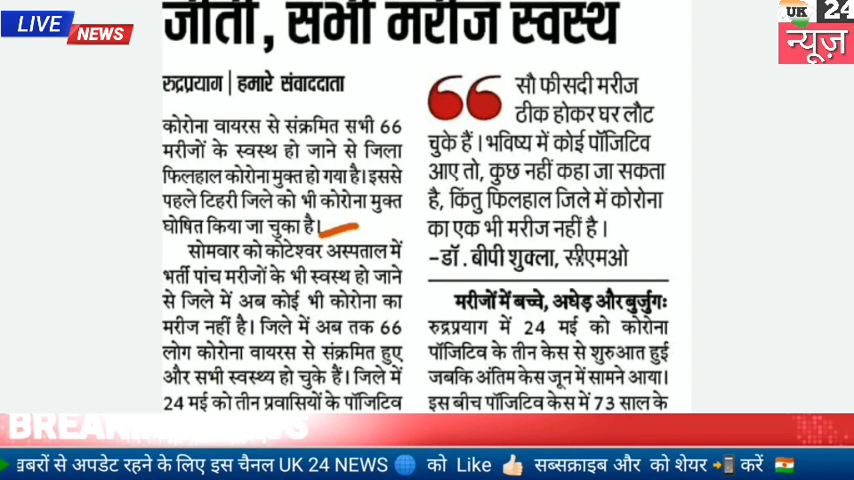 LIVE
NEWS
UK 24
न्यूज़
जीती, सभी मरीज स्वस्थ
रुद्रप्रयाग | हमारे संवाददाता
कोरोना वायरस से संक्रमित सभी 66
मरीजों के स्वस्थ हो जाने से जिला
फिलहाल कोरोना मुक्त हो गया है। इससे
पहले टिहरी जिले को भी कोरोना मुक्त
घोषित किया जा चुका है।
सोमवार को कोटेश्वर अस्पताल में
भर्ती पांच मरीजों के भी स्वस्थ हो जाने
से जिले में अब कोई भी कोरोना का
मरीज नहीं है। जिले में अब तक 66
लोग कोरोना वायरस से संक्रमित हुए
और सभी स्वस्थ्य हो चुके हैं। जिले में
24 मई को तीन प्रवासियों के पॉजिटिव
सौ फीसदी मरीज
ठीक होकर घर लौट
चुके हैं। भविष्य में कोई पॉजिटिव
आए तो, कुछ नहीं कहा जा सकता
है, किंतु फिलहाल जिले में कोरोना
का एक भी मरीज नहीं है।
-डॉ. बीपी शुक्ला, सीएमओ
मरीजों में बच्चे, अधेड़ और बुर्जुगः
रुद्रप्रयाग में 24 मई को कोरोना
पॉजिटिव के तीन केस से शुरुआत हुई
जबकि अंतिम केस जून में सामने आया।
इस बीच पॉजिटिव केस में 73 साल के
BREAKING NEWS
खबरों से अपडेट रहने के लिए इस चैनल UK 24 NEWS 🌐 को Like 👍🏻 सब्सक्राइब और को शेयर 📲 करें 🇮🇳